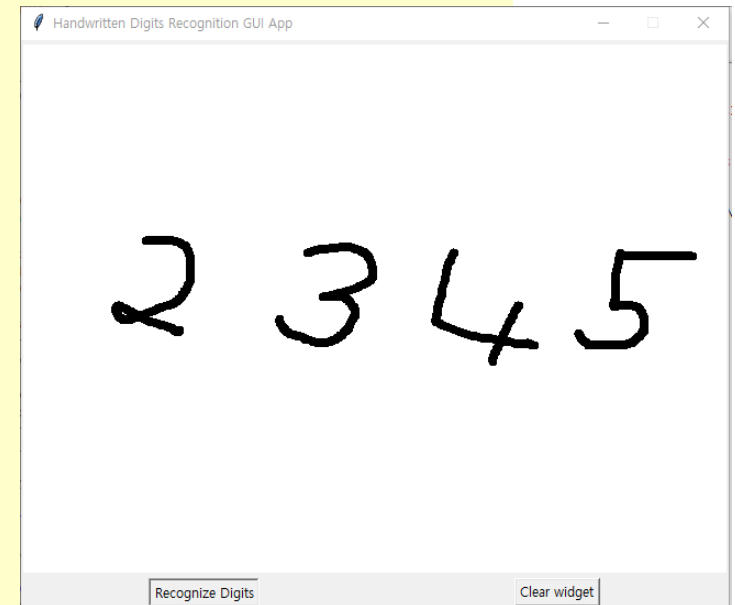 Handwritten Digits Recognition GUI App
2 3 4 5
Recognize Digits
Clear widget